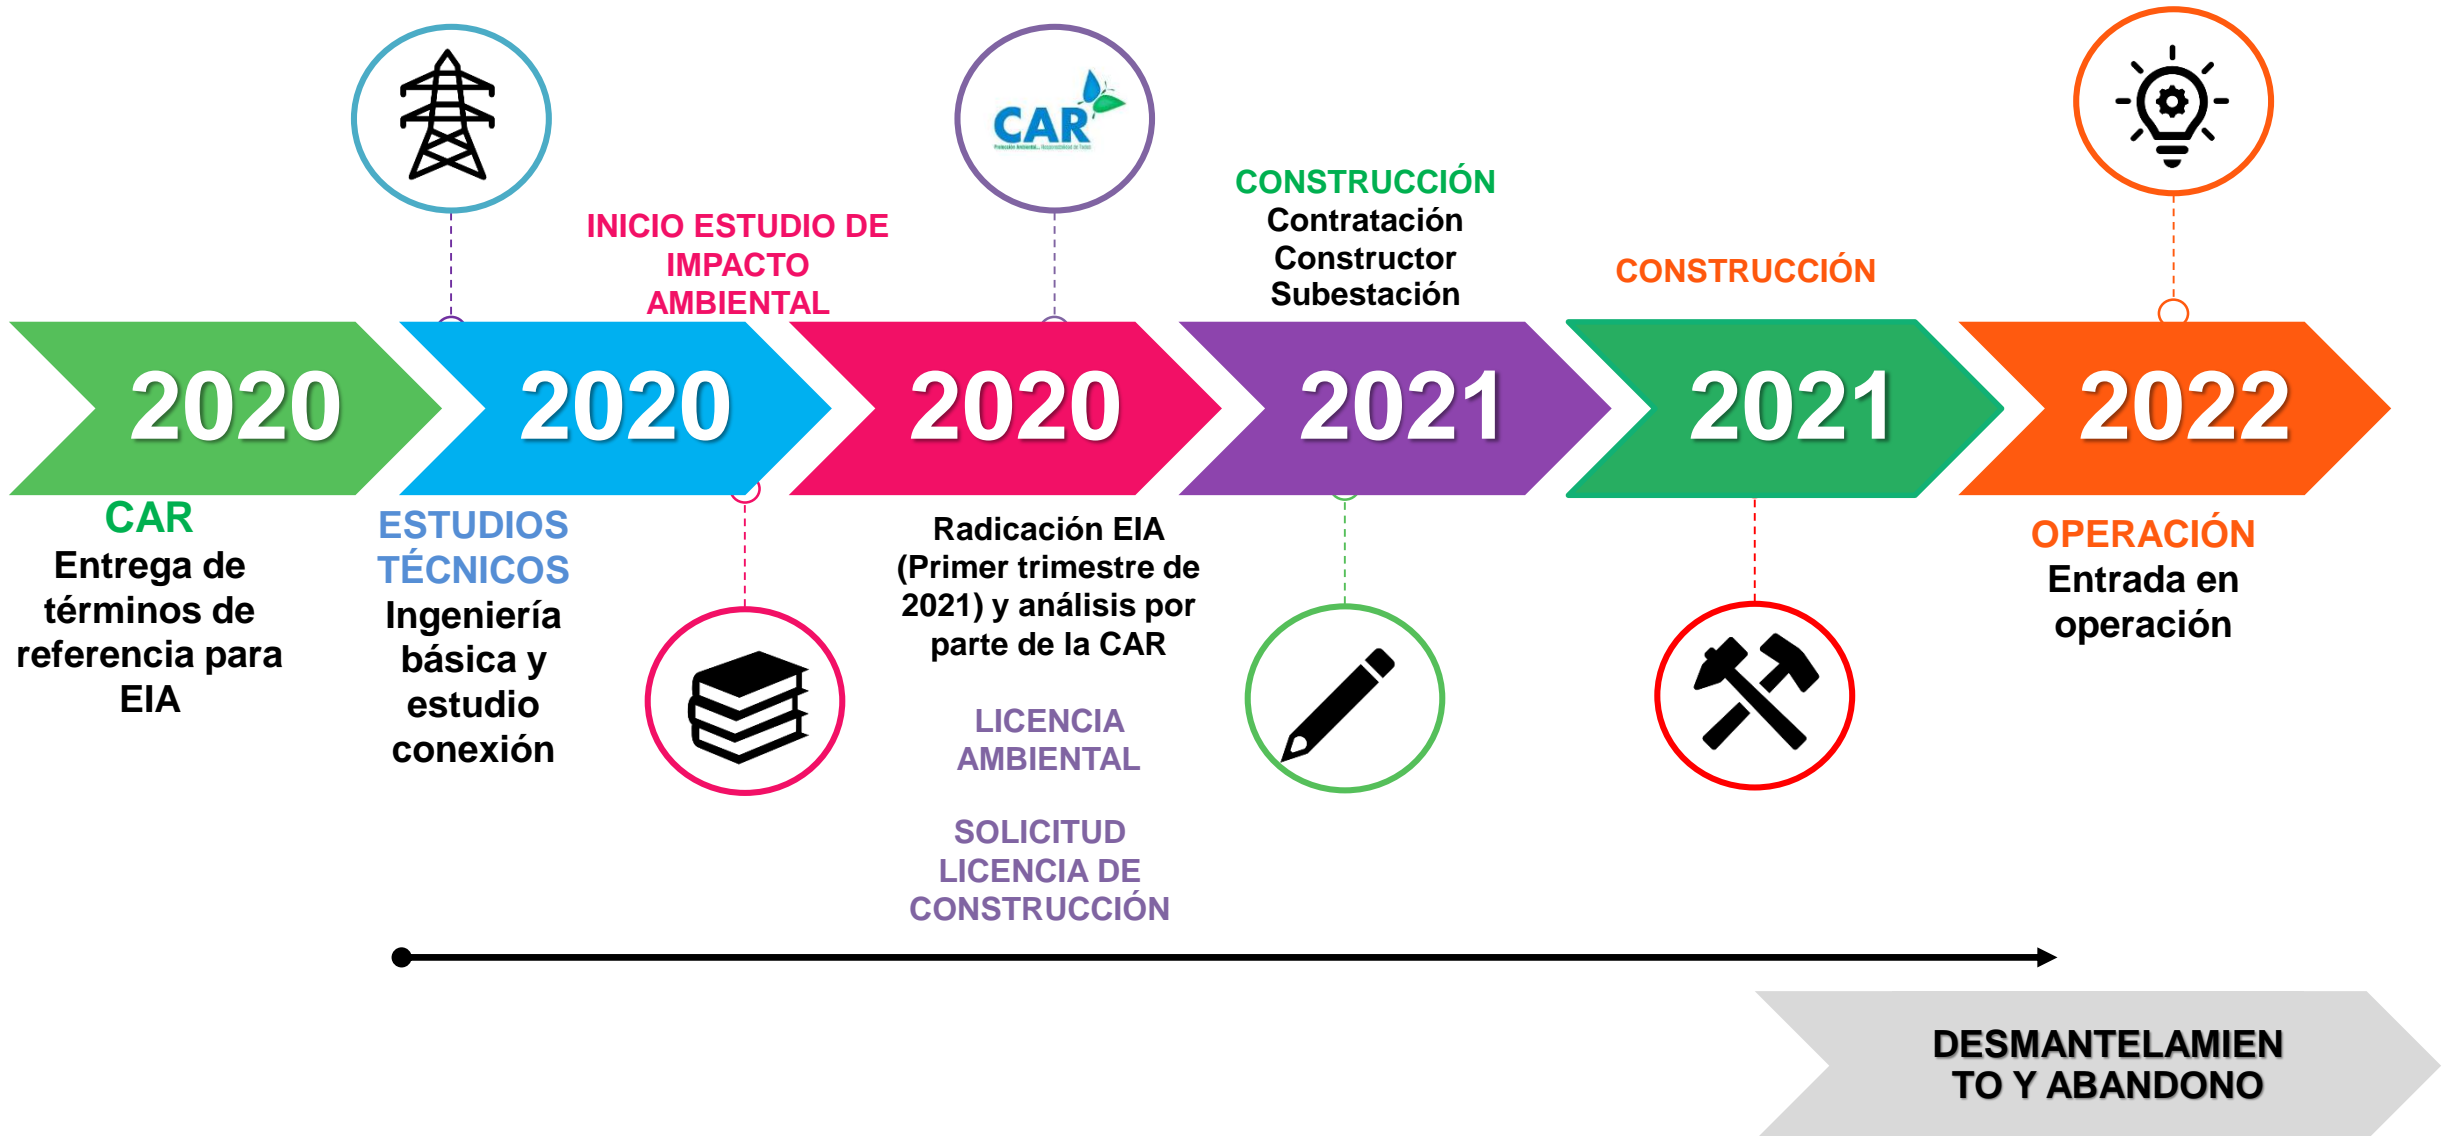 CAR
INICIO ESTUDIO DE
IMPACTO
AMBIENTAL
CONSTRUCCIÓN
Contratación
Constructor
Subestación
CONSTRUCCIÓN
2020
2020
2020
2021
2021
2022
CAR
Entrega de
términos de
referencia para
EIA
ESTUDIOS
TÉCNICOS
Ingeniería
básica y
estudio
conexión
Radicación EIA
(Primer trimestre de
2021) y análisis por
parte de la CAR
LICENCIA
AMBIENTAL
SOLICITUD
LICENCIA DE
CONSTRUCCIÓN
OPERACIÓN
Entrada en
operación
DESMANTELAMIEN
TO Y ABANDONO